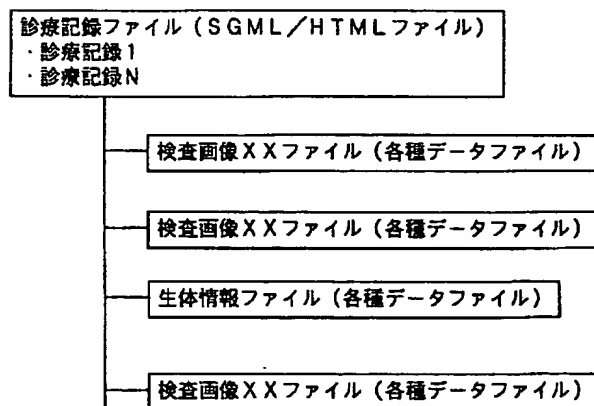 診療記録ファイル（ＳＧＭＬ／ＨＴＭＬファイル）
・診療記録１
・診療記録Ｎ
検査画像ＸＸファイル（各種データファイル）
検査画像ＸＸファイル（各種データファイル）
生体情報ファイル（各種データファイル）
検査画像ＸＸファイル（各種データファイル）